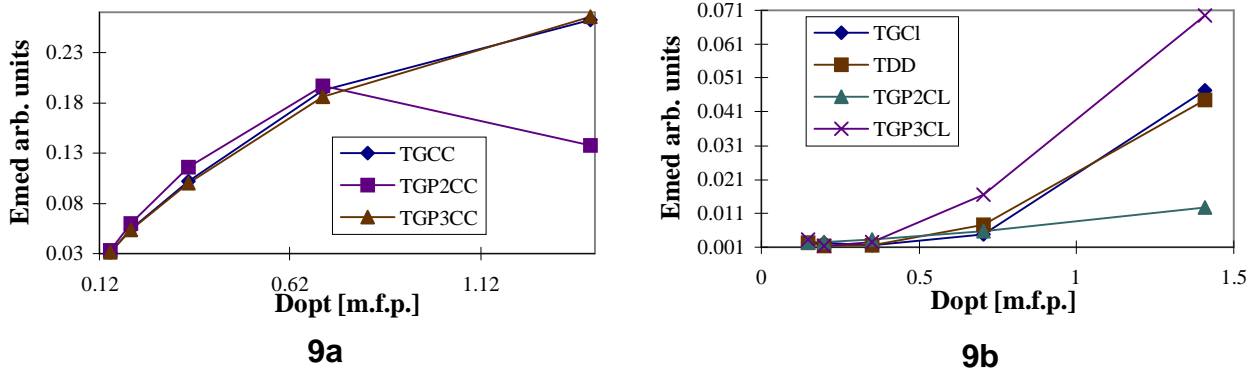 Emed arb. units
0.23
0.18
0.13
0.08
0.03
TGCC
TGP2CC
TGP3CC
0.12
0.62
1.12
Dopt [m.f.p.]
9a
Emed arb. units
0.071
0.061
0.051
0.041
0.031
0.021
0.011
0.001
TGCl
TDD
TGP2CL
TGP3CL
0
0.5
1
1.5
Dopt [m.f.p.]
9b